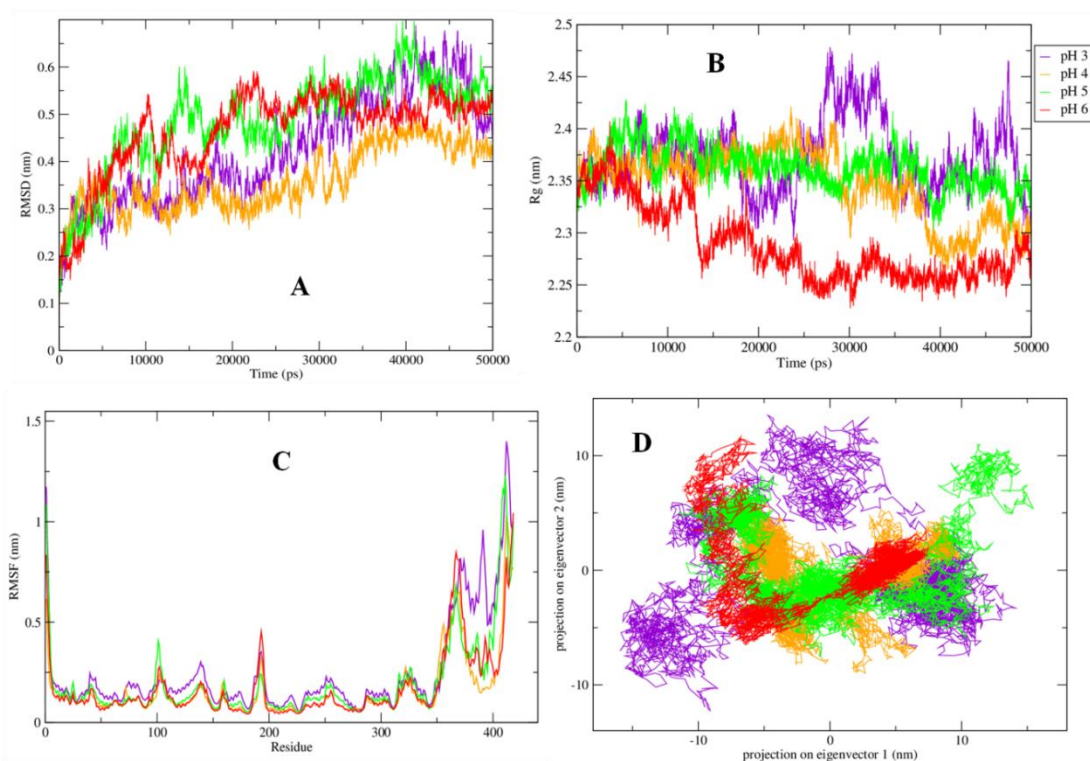 A
RMSD (nm)
0.6
0.5
0.4
0.3
0.2
0.1
0
0
10000
20000
30000
40000
50000
Time (ps)
B
Rg (nm)
2.5
2.45
2.4
2.35
2.3
2.25
2.2
0
10000
20000
30000
40000
50000
Time (ps)
pH 3
pH 4
pH 5
pH 6
C
RMSF (nm)
1.5
1
0.5
0
0
100
200
300
400
Residue
D
projection on eigenvector 2 (nm)
10
0
-10
-10
0
10
projection on eigenvector 1 (nm)